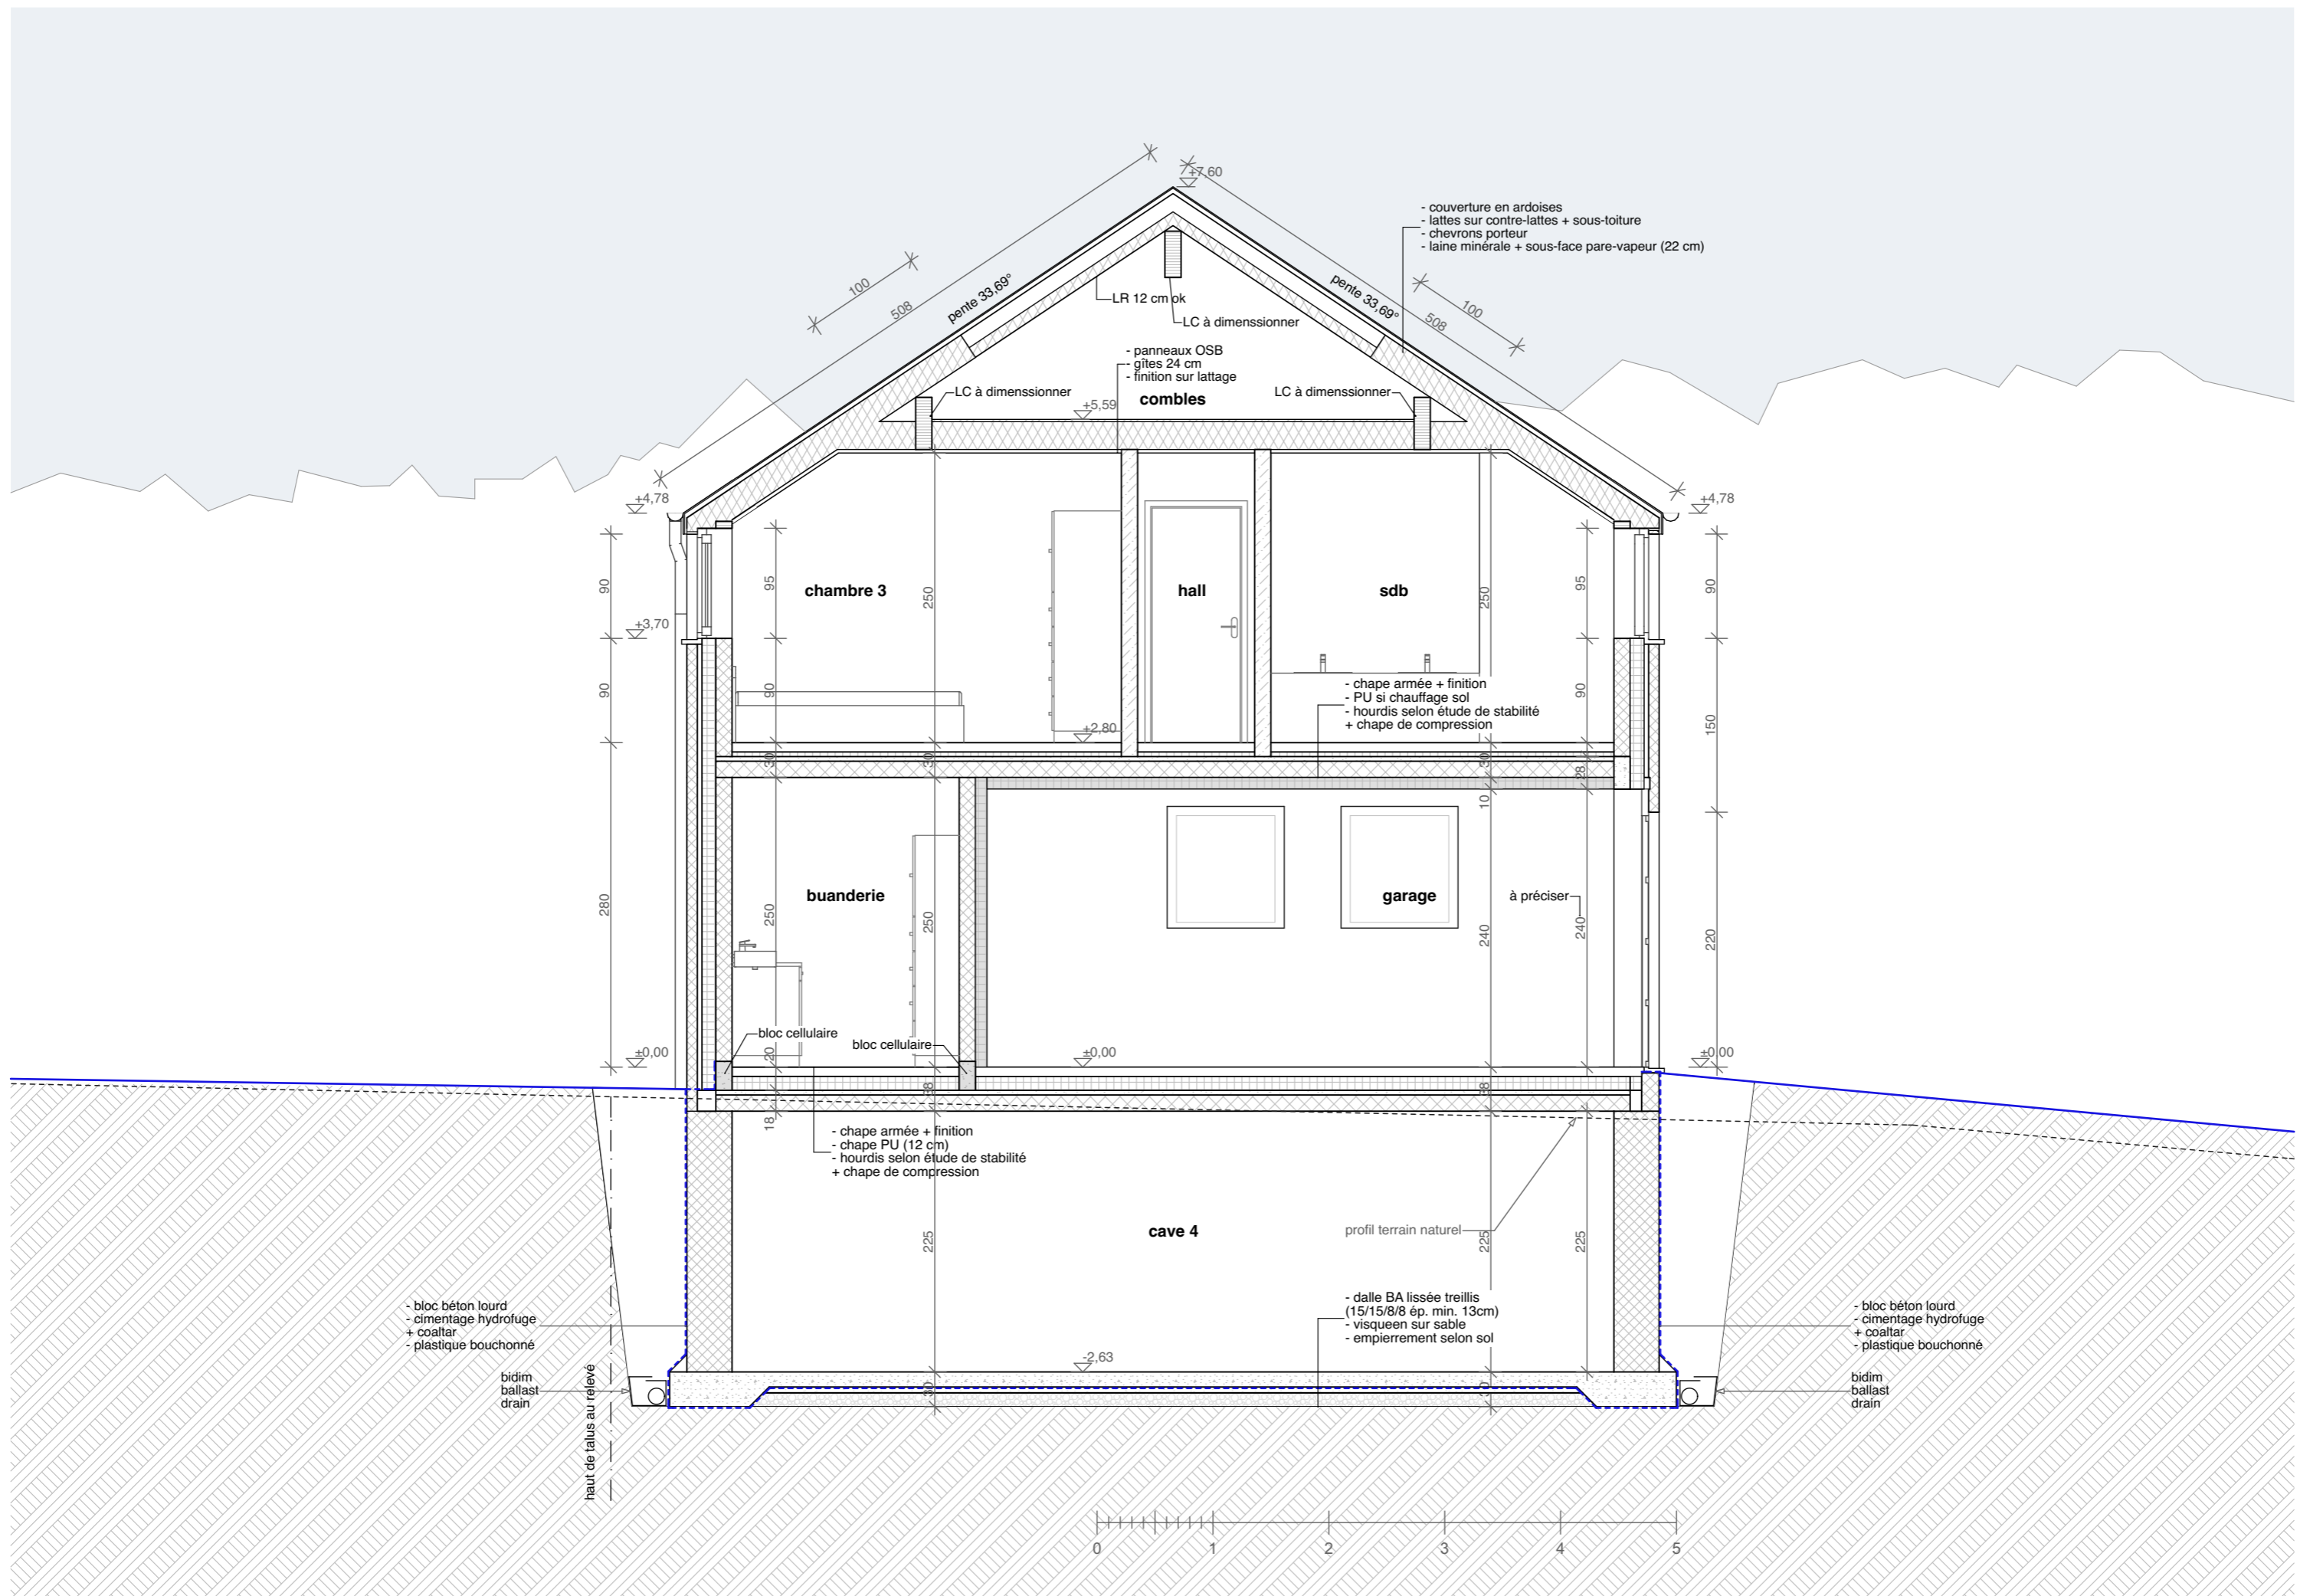 +7,60
- couverture en ardoises
- lattes sur contre-lattes + sous-toiture
- chevrons porteur
- laine minérale + sous-face pare-vapeur (22 cm)
100
508
pente 33,69°
pente 33,69°
100
508
LR 12 cm ok
LC à dimenssionner
- panneaux OSB
- gîtes 24 cm
- finition sur lattage
LC à dimenssionner
LC à dimenssionner
combles
+5,59
+4,78
+4,78
90
95
chambre 3
250
hall
sdb
250
95
90
+3,70
90
90
- chape armée + finition
- PU si chauffage sol
- hourdis selon étude de stabilité
+ chape de compression
90
150
+2,80
30
30
30
28
10
280
250
buanderie
250
garage
à préciser
240
240
220
bloc cellulaire
bloc cellulaire
±0,00
20
±0,00
±0,00
38
38
18
- chape armée + finition
- chape PU (12 cm)
- hourdis selon étude de stabilité
+ chape de compression
225
cave 4
profil terrain naturel
225
225
- bloc béton lourd
- cimentage hydrofuge
+ coaltar
- plastique bouchonné
- dalle BA lissée treillis
(15/15/8/8 ép. min. 13cm)
- visqueen sur sable
- empierrement selon sol
- bloc béton lourd
- cimentage hydrofuge
+ coaltar
- plastique bouchonné
-2,63
bidim
ballast
drain
30
30
bidim
ballast
drain
haut de talus au relevé
0 1 2 3 4 5